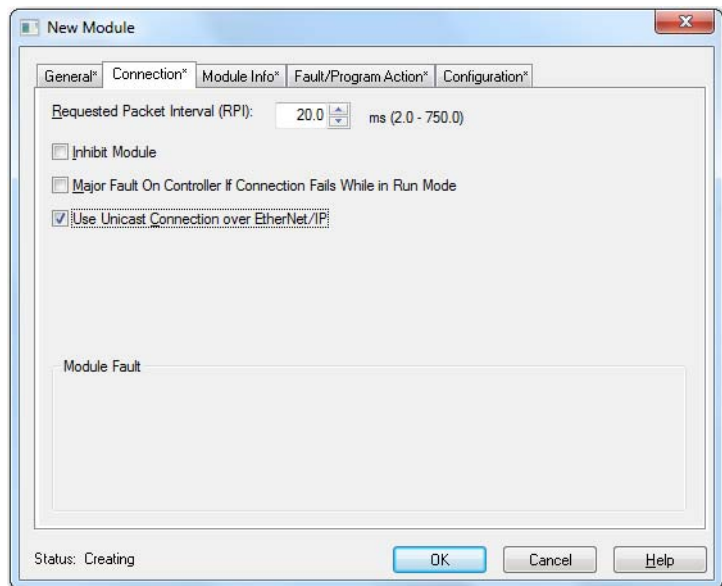 New Module
General* Connection* Module Info* Fault/Program Action* Configuration*
Requested Packet Interval (RPI): 20.0 ms (2.0 - 750.0)
Inhibit Module
Major Fault On Controller If Connection Fails While in Run Mode
Use Unicast Connection over EtherNet/IP
Module Fault
Status: Creating OK Cancel Help